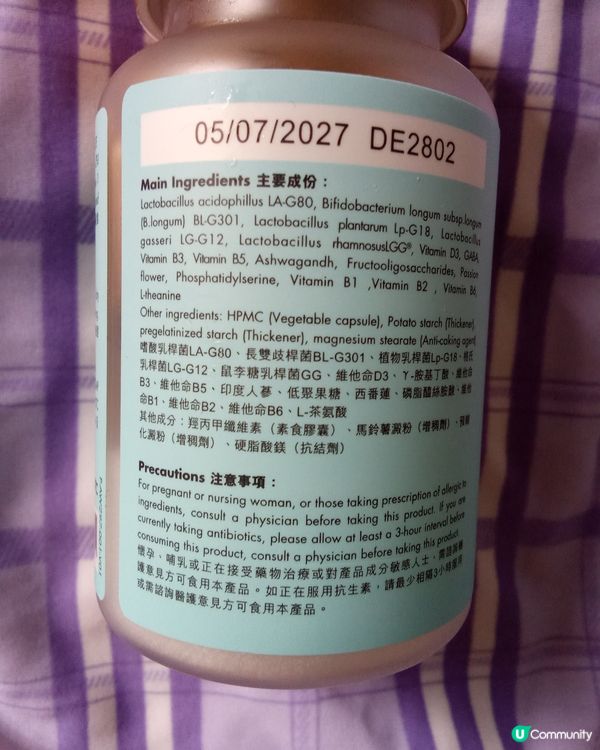 05/07/2027 DE2802
Main Ingredients 主要成份：
Lactobacillus acidophillus LA-G80, Bifidobacterium longum subsp.longum
(B.longum) BL-G301, Lactobacillus plantarum Lp-G18, Lactobacillus
gasseri LG-G12, Lactobacillus rhamnosusLGG®, Vitamin D3, GABA,
Vitamin B3, Vitamin B5, Ashwagandh, Fructooligosaccharides, Passion
flower, Phosphatidylserine, Vitamin B1 ,Vitamin B2 , Vitamin B6,
L-theanine
Other ingredients: HPMC (Vegetable capsule), Potato starch (Thickener),
pregelatinized starch (Thickener), magnesium stearate (Anti-caking agent)
嗜酸乳桿菌LA-G80、長雙歧桿菌BL-G301、植物乳桿菌Lp-G18、格氏
乳桿菌LG-G12、鼠李糖乳桿菌GG、維他命D3、γ-胺基丁酸、維他命
B3、維他命B5、印度人蔘、低聚果糖、西番蓮、磷脂醯絲胺酸、維他
命B1、維他命B2、維他命B6、L-茶氨酸
其他成分：羥丙甲纖維素（素食膠囊）、馬鈴薯澱粉（增稠劑）、預糊
化澱粉（增稠劑）、硬脂酸鎂（抗結劑）
Precautions 注意事項：
For pregnant or nursing woman, or those taking prescription of allergic to
ingredients, consult a physician before taking this product. If you are
currently taking antibiotics, please allow at least a 3-hour interval before
consuming this product, consult a physician before taking this product.
懷孕、哺乳或正在接受藥物治療或對產品成分敏感人士，需諮詢醫
護意見方可食用本產品。如正在服用抗生素，請最少相隔3小時服用
或需諮詢醫護意見方可食用本產品。
U Community